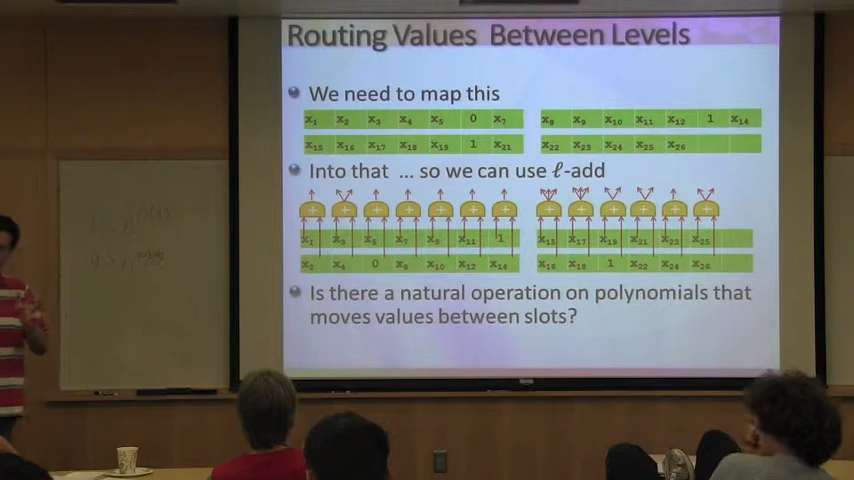 Routing Values Between Levels
We need to map this
x1 x2 x3 x4 x5 0 x7 x8 x9 x10 x11 x12 1 x14
x15 x16 x17 x18 x19 1 x21 x22 x23 x24 x25 x26
Into that ... so we can use ℓ-add
+ + + + + + + + + + + + +
x1 x3 x5 x7 x9 x11 1 x15 x17 x19 x21 x23 x25
x2 x4 0 x8 x10 x12 x14 x16 x18 1 x22 x24 x26
Is there a natural operation on polynomials that
moves values between slots?